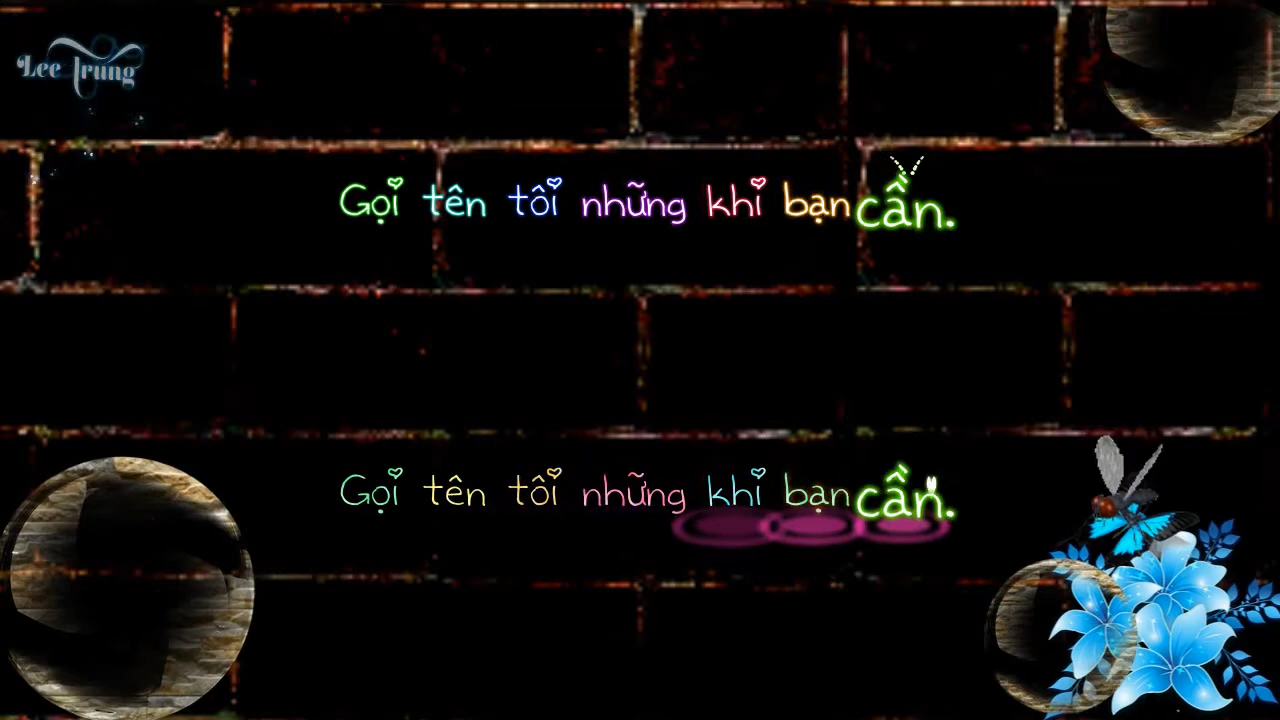 Lee Trung
Gọi tên tôi những khi bạn cần.
Gọi tên tôi những khi bạn cần.